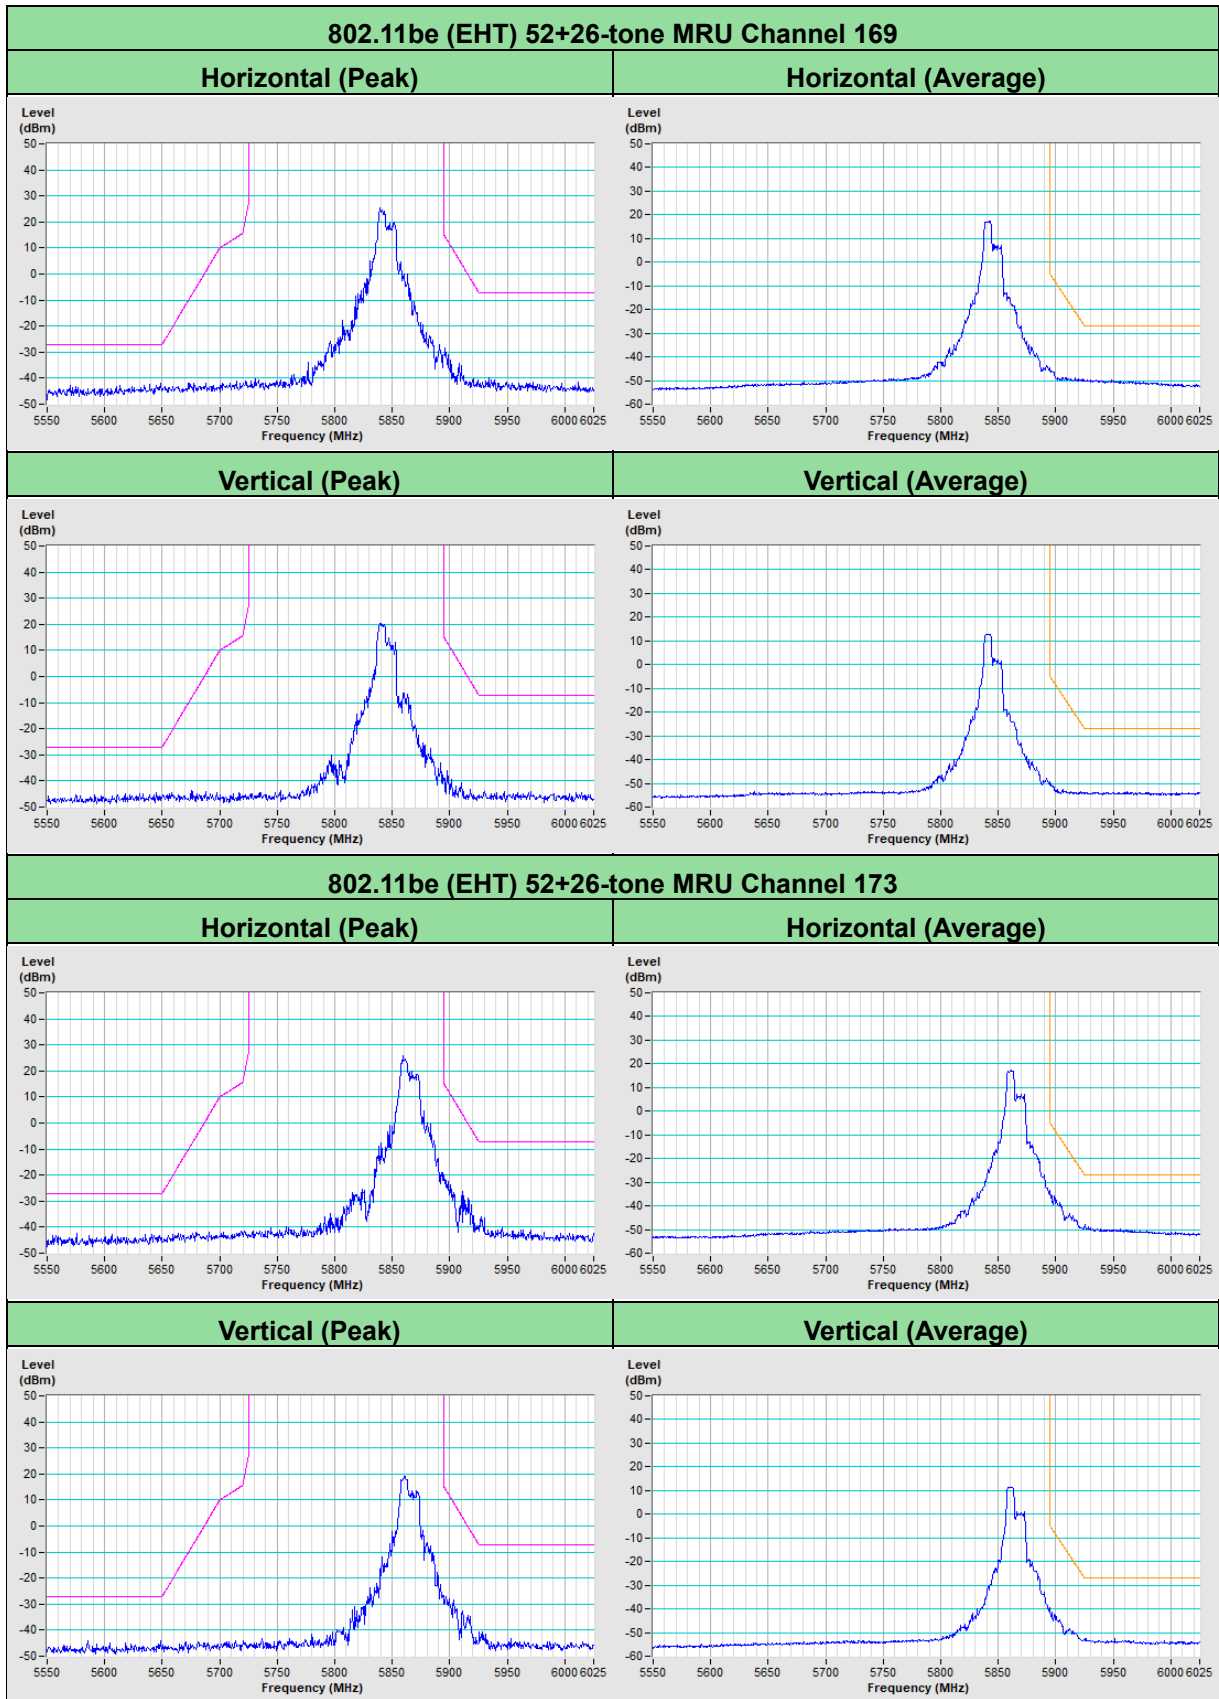 802.11be (EHT) 52+26-tone MRU Channel 169
Horizontal (Peak)
Horizontal (Average)
Level
(dBm)
50
40
30
20
10
0
-10
-20
-30
-40
-50
5550 5600 5650 5700 5750 5800 5850 5900 5950 6000 6025
Frequency (MHz)
Level
(dBm)
50
40
30
20
10
0
-10
-20
-30
-40
-50
-60
5550 5600 5650 5700 5750 5800 5850 5900 5950 6000 6025
Frequency (MHz)
Vertical (Peak)
Vertical (Average)
Level
(dBm)
50
40
30
20
10
0
-10
-20
-30
-40
-50
5550 5600 5650 5700 5750 5800 5850 5900 5950 6000 6025
Frequency (MHz)
Level
(dBm)
50
40
30
20
10
0
-10
-20
-30
-40
-50
-60
5550 5600 5650 5700 5750 5800 5850 5900 5950 6000 6025
Frequency (MHz)
802.11be (EHT) 52+26-tone MRU Channel 173
Horizontal (Peak)
Horizontal (Average)
Level
(dBm)
50
40
30
20
10
0
-10
-20
-30
-40
-50
5550 5600 5650 5700 5750 5800 5850 5900 5950 6000 6025
Frequency (MHz)
Level
(dBm)
50
40
30
20
10
0
-10
-20
-30
-40
-50
-60
5550 5600 5650 5700 5750 5800 5850 5900 5950 6000 6025
Frequency (MHz)
Vertical (Peak)
Vertical (Average)
Level
(dBm)
50
40
30
20
10
0
-10
-20
-30
-40
-50
5550 5600 5650 5700 5750 5800 5850 5900 5950 6000 6025
Frequency (MHz)
Level
(dBm)
50
40
30
20
10
0
-10
-20
-30
-40
-50
-60
5550 5600 5650 5700 5750 5800 5850 5900 5950 6000 6025
Frequency (MHz)